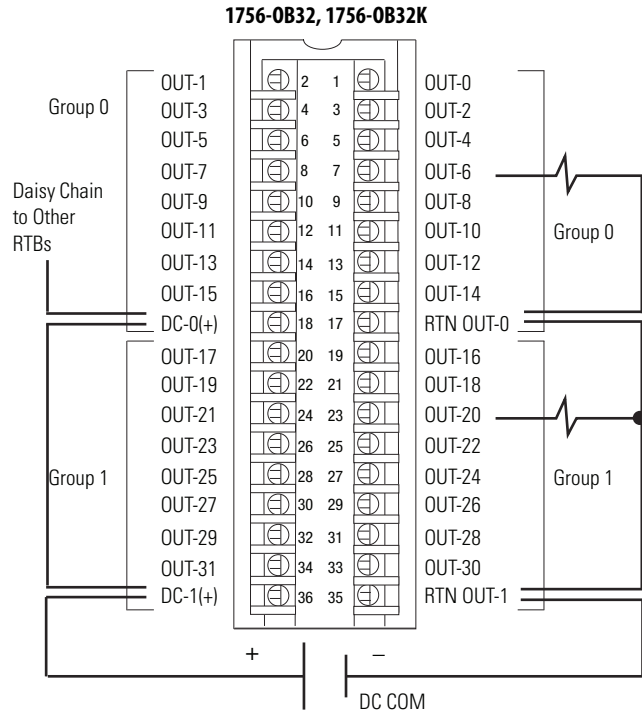 1756-OB32, 1756-OB32K
Group 0
OUT-1 2 1 OUT-0
OUT-3 4 3 OUT-2
OUT-5 6 5 OUT-4
OUT-7 8 7 OUT-6
Daisy Chain
to Other
RTBs
OUT-9 10 9 OUT-8
OUT-11 12 11 OUT-10
Group 0
OUT-13 14 13 OUT-12
OUT-15 16 15 OUT-14
DC-0(+) 18 17 RTN OUT-0
OUT-17 20 19 OUT-16
OUT-19 22 21 OUT-18
OUT-21 24 23 OUT-20
OUT-23 26 25 OUT-22
Group 1
OUT-25 28 27 OUT-24
Group 1
OUT-27 30 29 OUT-26
OUT-29 32 31 OUT-28
OUT-31 34 33 OUT-30
DC-1(+) 36 35 RTN OUT-1
+ –
DC COM